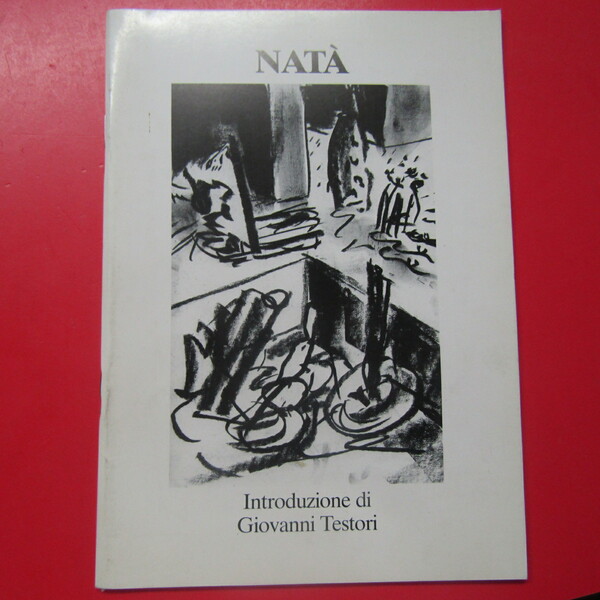 NATÀ
Introduzione di
Giovanni Testori